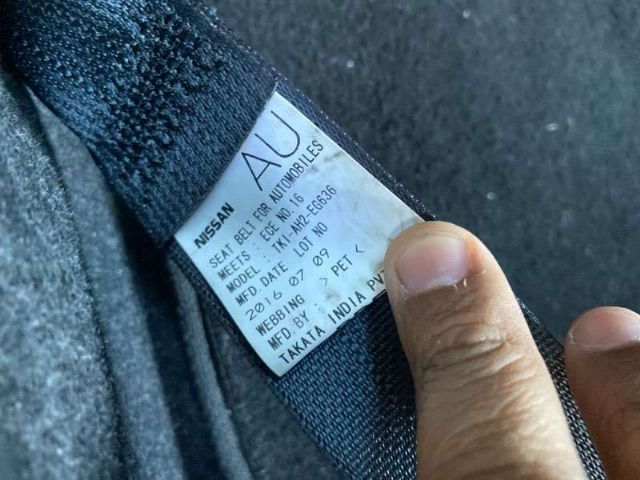 AU
NISSAN
SEAT BELT FOR AUTOMOBILES
MEETS : ECE NO.16
MODEL : TKI-AH2-EG636
MFD DATE LOT NO
2016 07 09
WEBBING : > PET <
MFD.BY :
TAKATA INDIA PVT